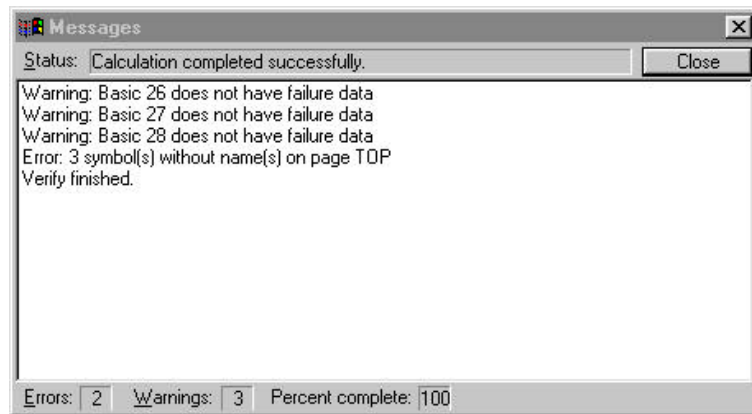 Messages
Status: Calculation completed successfully. Close
Warning: Basic 26 does not have failure data
Warning: Basic 27 does not have failure data
Warning: Basic 28 does not have failure data
Error: 3 symbol(s) without name(s) on page TOP
Verify finished.
Errors: 2 Warnings: 3 Percent complete: 100